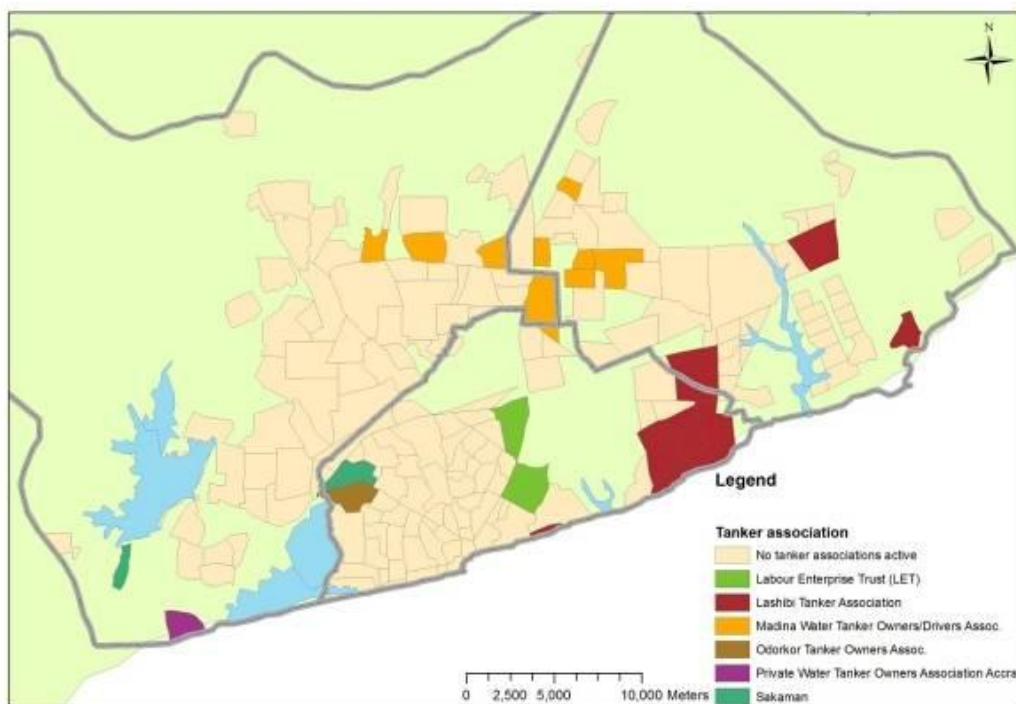 N
Legend
Tanker association
No tanker associations active
Labour Enterprise Trust (LET)
Lashibi Tanker Association
Madina Water Tanker Owners/Drivers Assoc.
Odorkor Tanker Owners Assoc.
Private Water Tanker Owners Association Accra
Sakaman
0 2,500 5,000 10,000 Meters